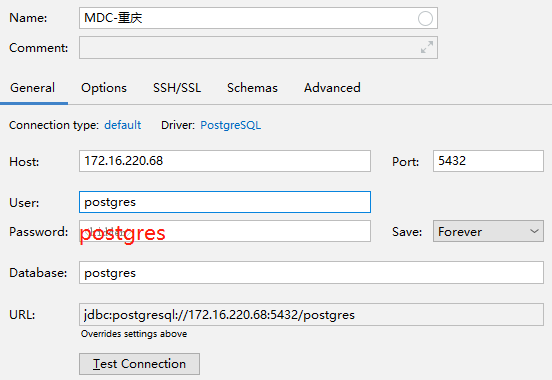 Name: MDC-重庆
Comment:
General Options SSH/SSL Schemas Advanced
Connection type: default Driver: PostgreSQL
Host: 172.16.220.68 Port: 5432
User: postgres
Password: postgres Save: Forever
Database: postgres
URL: jdbc:postgresql://172.16.220.68:5432/postgres
Overrides settings above
Test Connection